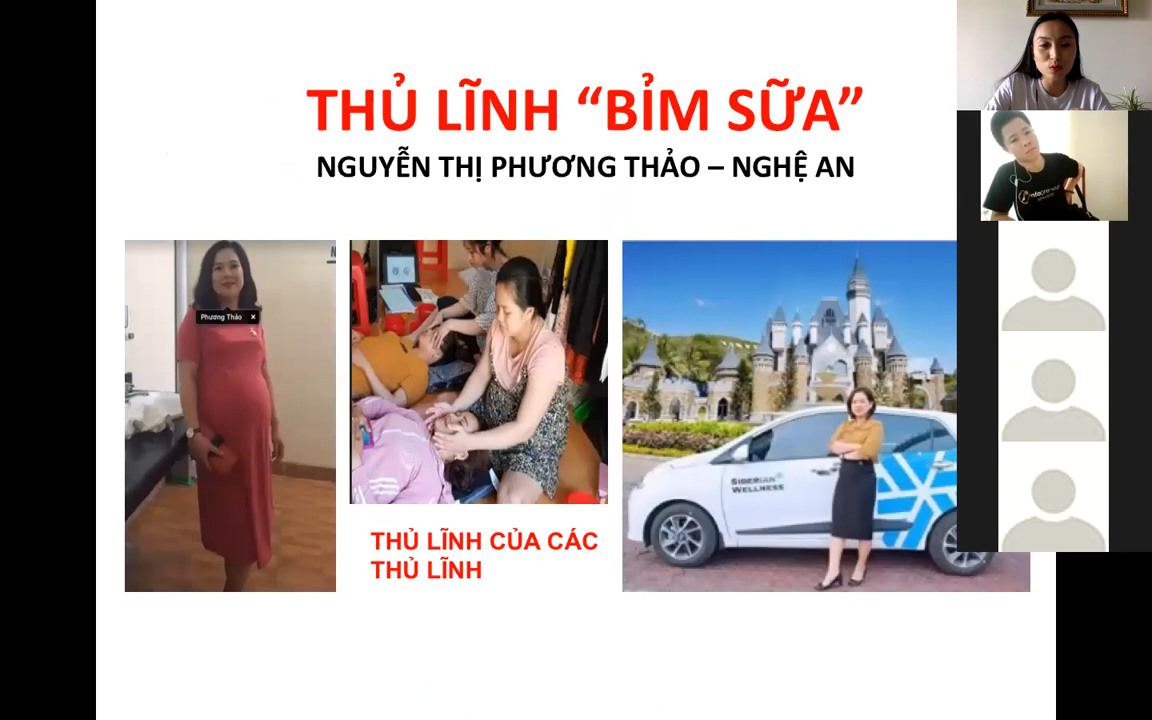 THỦ LĨNH “BỈM SỮA”
NGUYỄN THỊ PHƯƠNG THẢO – NGHỆ AN
N
Phương Thảo ×
SIBERIAN
WELLNESS
THỦ LĨNH CỦA CÁC
THỦ LĨNH